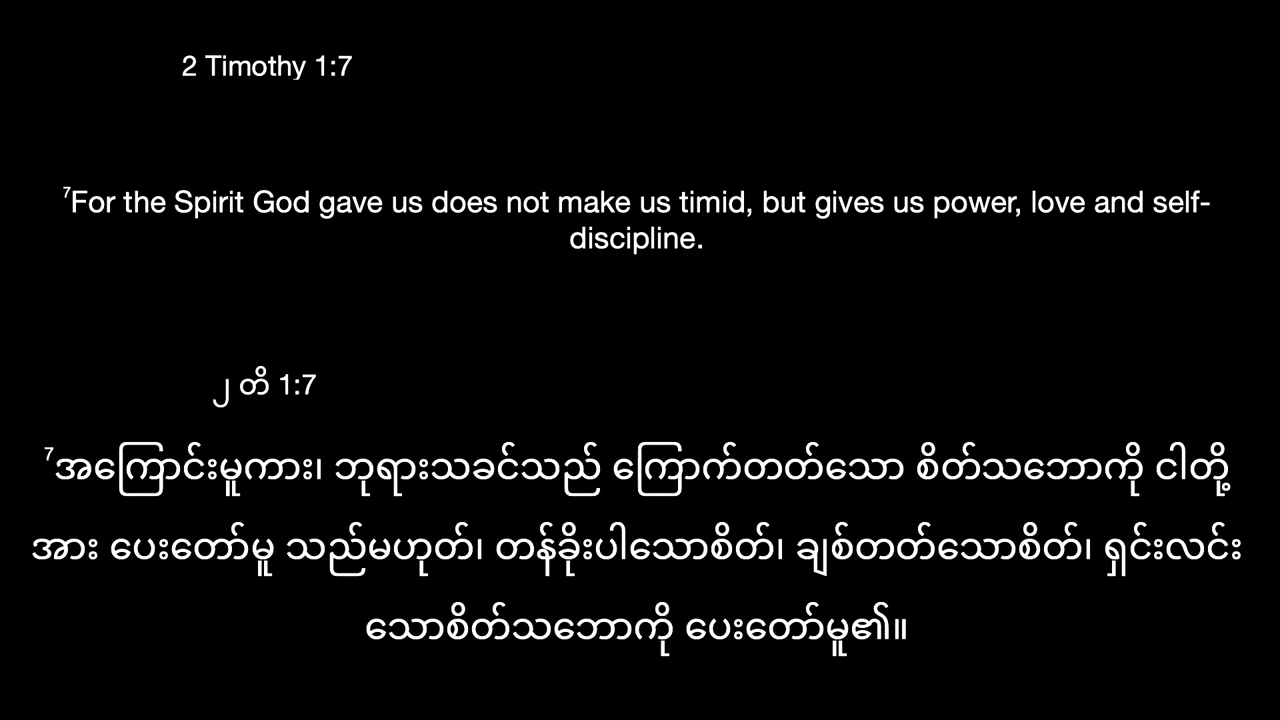 2 Timothy 1:7
⁷For the Spirit God gave us does not make us timid, but gives us power, love and self-
discipline.
၂ တိ 1:7
⁷အကြောင်းမူကား၊ ဘုရားသခင်သည် ကြောက်တတ်သော စိတ်သဘောကို ငါတို့
အား ပေးတော်မူ သည်မဟုတ်၊ တန်ခိုးပါသောစိတ်၊ ချစ်တတ်သောစိတ်၊ ရှင်းလင်း
သောစိတ်သဘောကို ပေးတော်မူ၏။